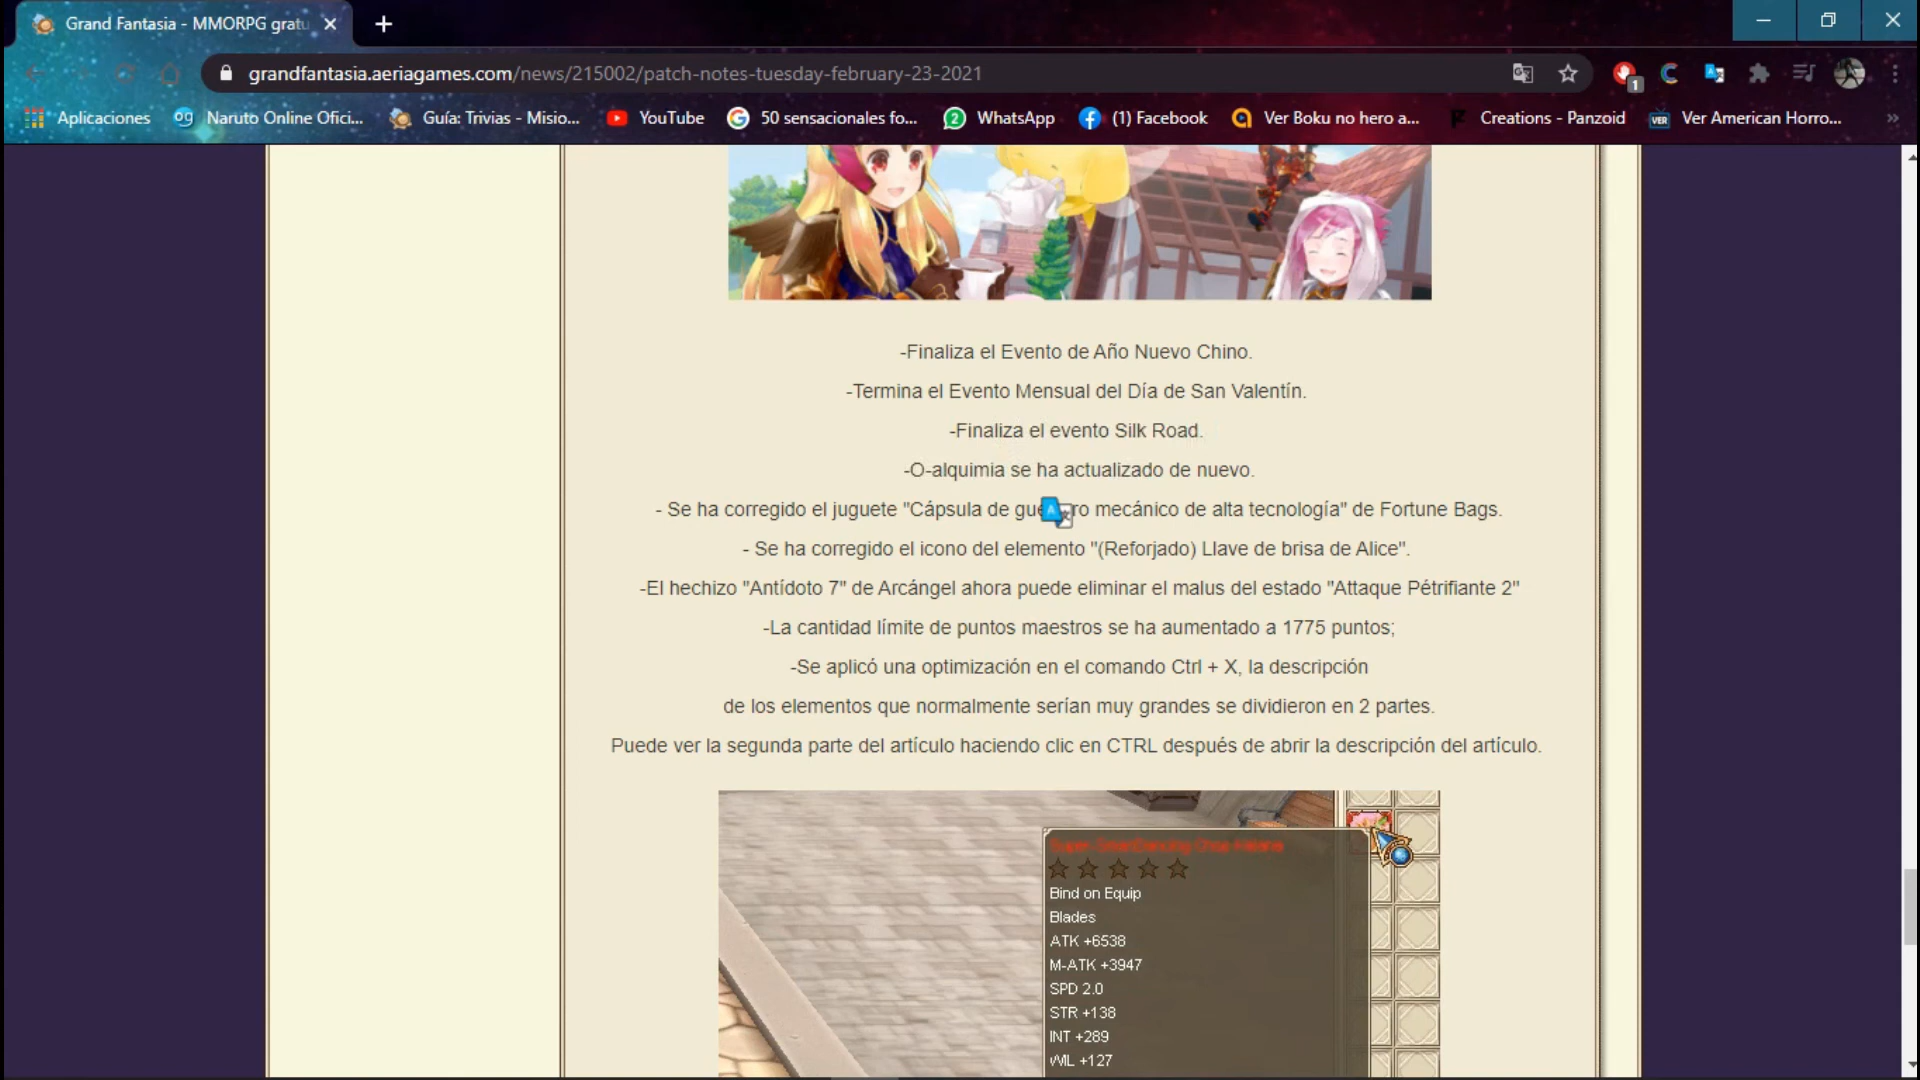 Grand Fantasia - MMORPG gratu
grandfantasia.aeriagames.com/news/215002/patch-notes-tuesday-february-23-2021
1
Aplicaciones
og Naruto Online Ofici...
Guía: Trivias - Misio...
YouTube
50 sensacionales fo...
2 WhatsApp
(1) Facebook
Ver Boku no hero a...
Creations - Panzoid
VER Ver American Horro...
-Finaliza el Evento de Año Nuevo Chino.
-Termina el Evento Mensual del Día de San Valentín.
-Finaliza el evento Silk Road.
-O-alquimia se ha actualizado de nuevo.
- Se ha corregido el juguete "Cápsula de mecánico de alta tecnología" de Fortune Bags.
- Se ha corregido el icono del elemento "(Reforjado) Llave de brisa de Alice".
-El hechizo "Antídoto 7" de Arcángel ahora puede eliminar el malus del estado "Attaque Pétrifiante 2"
-La cantidad límite de puntos maestros se ha aumentado a 1775 puntos;
-Se aplicó una optimización en el comando Ctrl + X, la descripción
de los elementos que normalmente serían muy grandes se dividieron en 2 partes.
Puede ver la segunda parte del artículo haciendo clic en CTRL después de abrir la descripción del artículo.
Bind on Equip
Blades
ATK +6538
M-ATK +3947
SPD 2.0
STR +138
INT +289
WIL +127